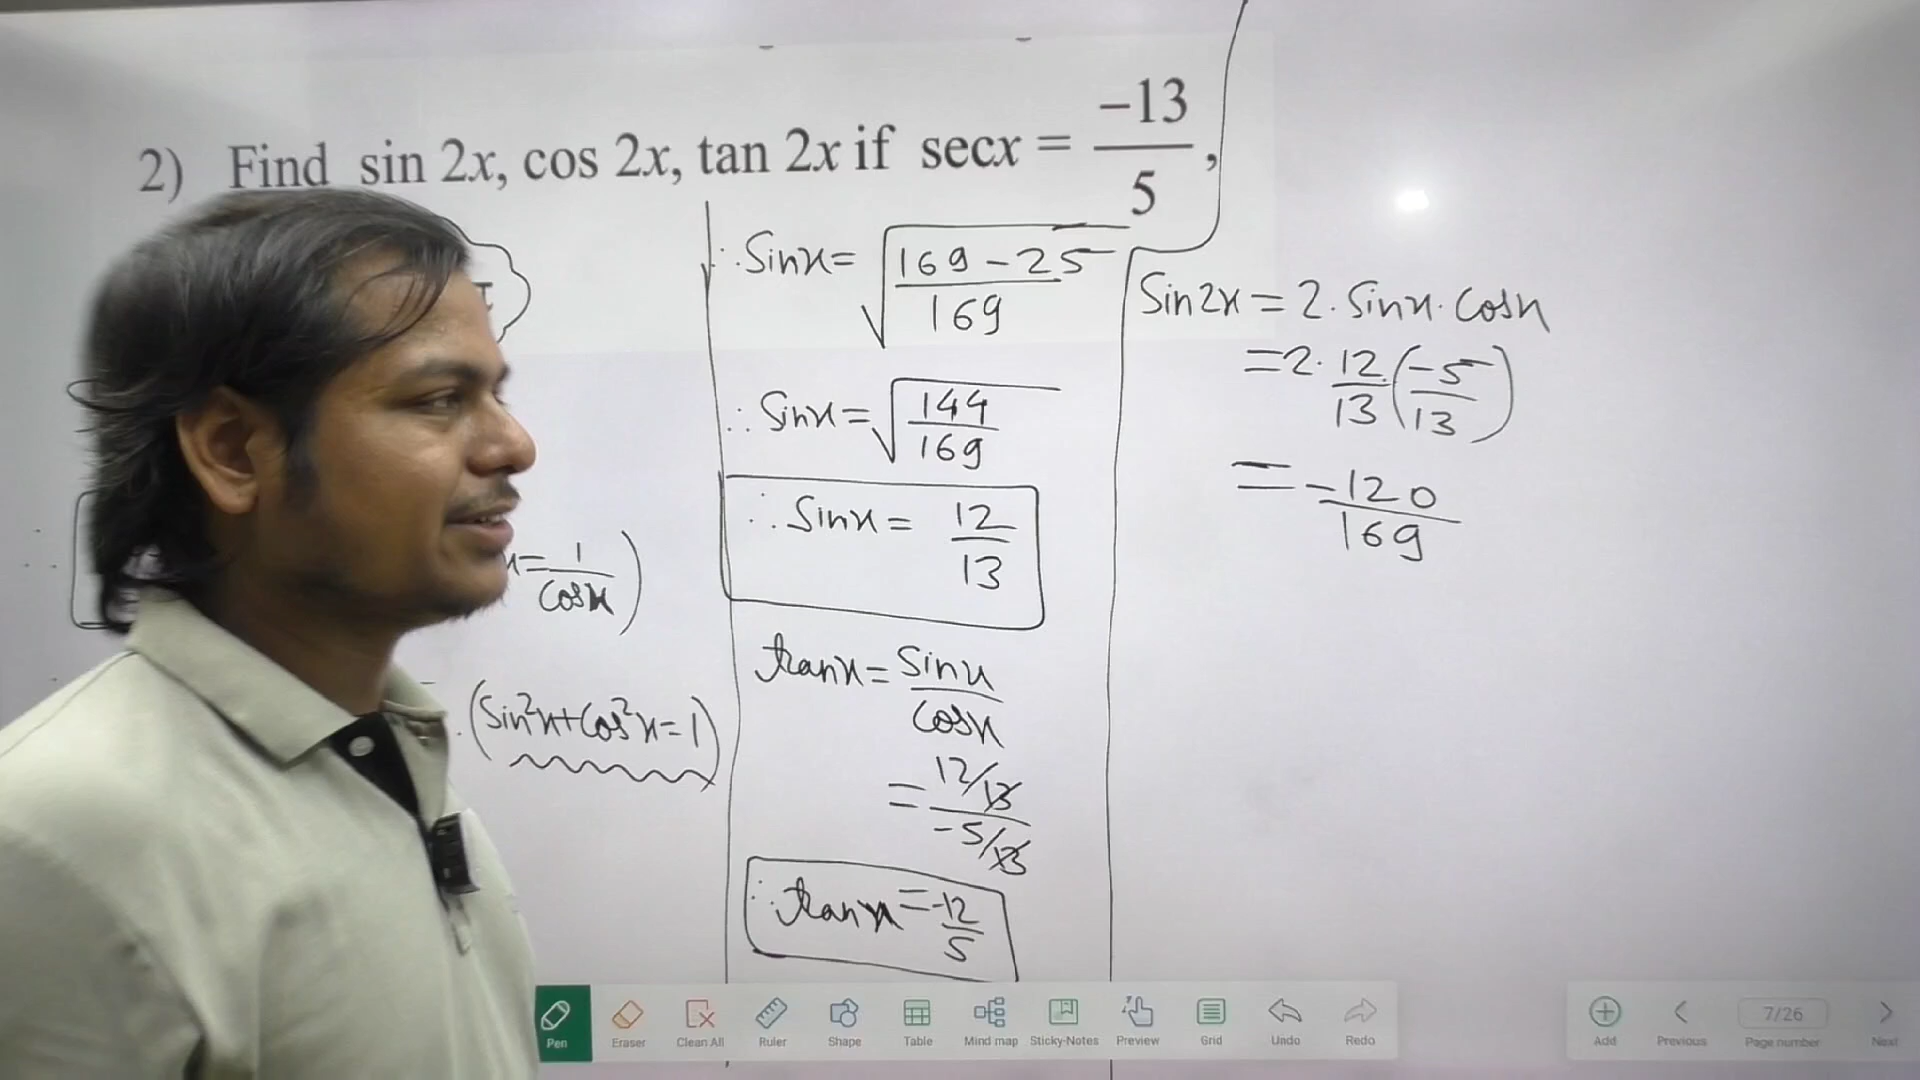 2) Find sin 2x, cos 2x, tan 2x if secx = -13/5 ,
π
= 1/cosx )
(sin²x+cos²x=1)
∴ sinx = √((169-25)/169)
∴ sinx = √(144/169)
∴ sinx = 12/13
tanx = sinx/cosx
= (12/13)/(-5/13)
∴ tanx = -12/5
Sin2x = 2·sinx·cosx
= 2·12/13·(-5/13)
= -120/169
Pen
Eraser
Clean All
Ruler
Shape
Table
Mind map
Sticky-Notes
Preview
Grid
Undo
Redo
Add
Previous
7/26
Page number
Next